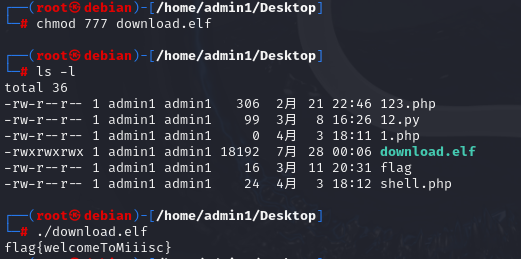 ┌──(root㉿debian)-[/home/admin1/Desktop]
└─# chmod 777 download.elf
┌──(root㉿debian)-[/home/admin1/Desktop]
└─# ls -l
total 36
-rw-r--r-- 1 admin1 admin1 306 2月 21 22:46 123.php
-rw-r--r-- 1 admin1 admin1 99 3月 8 16:26 12.py
-rw-r--r-- 1 admin1 admin1 0 4月 3 18:11 1.php
-rwxrwxrwx 1 admin1 admin1 18192 7月 28 00:06 download.elf
-rw-r--r-- 1 admin1 admin1 16 3月 11 20:31 flag
-rw-r--r-- 1 admin1 admin1 24 4月 3 18:12 shell.php
┌──(root㉿debian)-[/home/admin1/Desktop]
└─# ./download.elf
flag{welcomeToMiiisc}